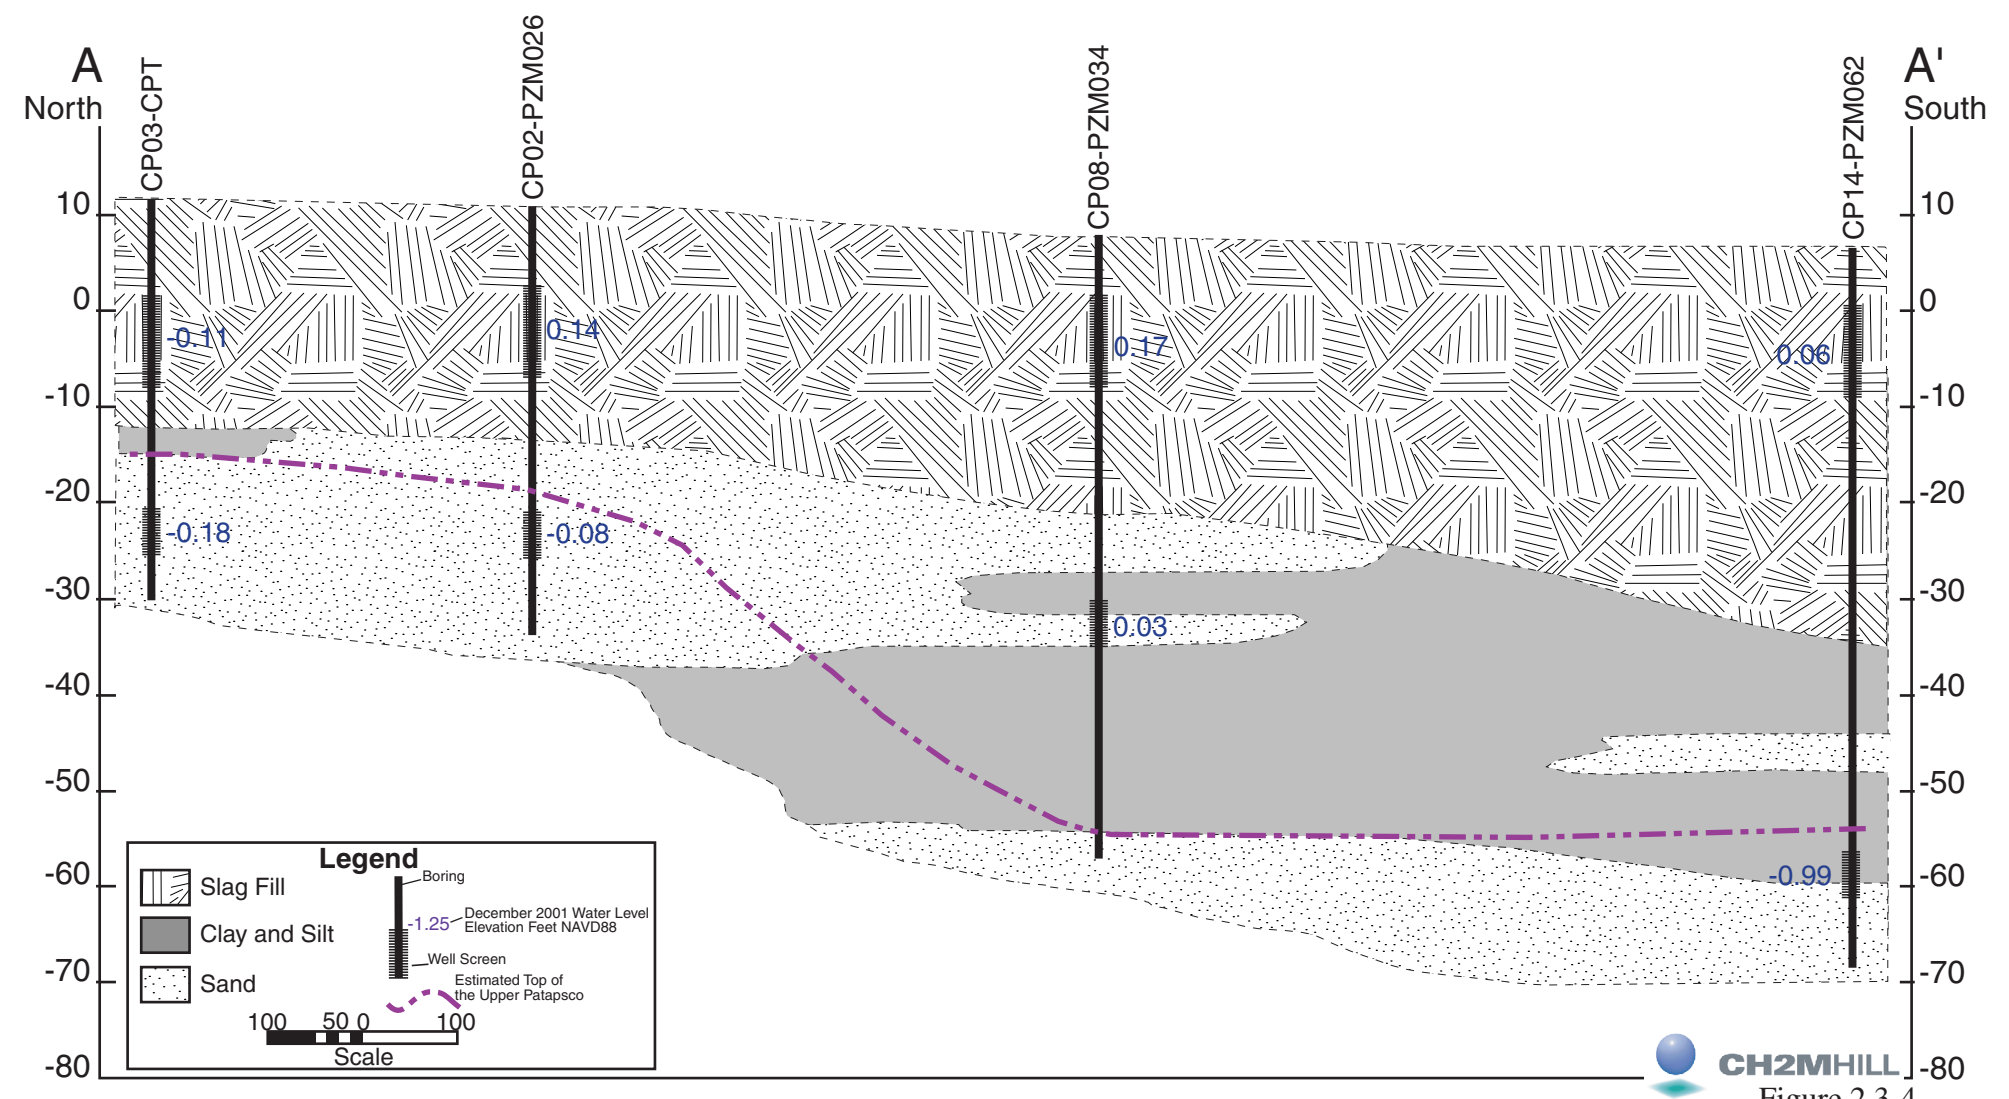 A
North
CP03-CPT
CP02-PZM026
CP08-PZM034
CP14-PZM062
A'
South
10
0
-10
-20
-30
-40
-50
-60
-70
-80
10
0
-10
-20
-30
-40
-50
-60
-70
-80
-0.11
0.14
0.17
0.06
-0.18
-0.08
0.03
-0.99
Legend
Slag Fill
Clay and Silt
Sand
Boring
-1.25
December 2001 Water Level
Elevation Feet NAVD88
Well Screen
Estimated Top of
the Upper Patapsco
100 50 0 100
Scale
CH2MHILL
Figure 2.3-4